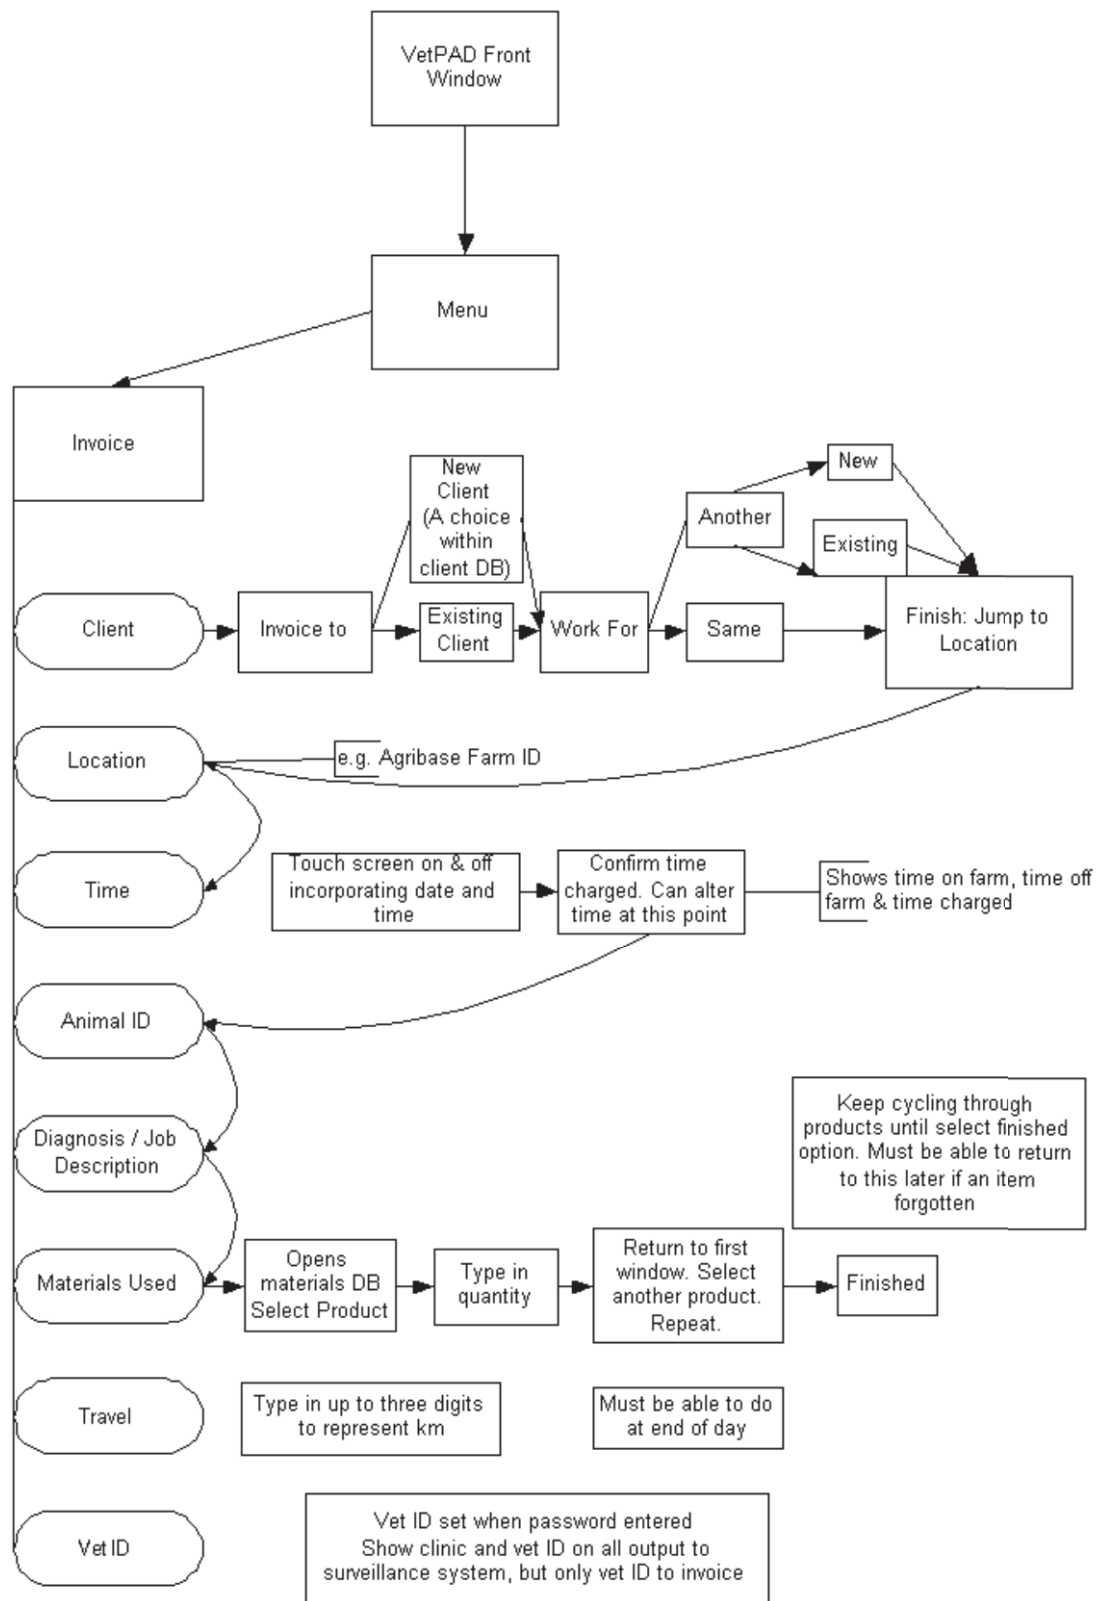 VetPAD Front
Window
Menu
Invoice
New
Client
(A choice
within
client DB)
New
Another
Existing
Client
Invoice to
Existing
Client
Work For
Same
Finish: Jump to
Location
Location
e.g. Agribase Farm ID
Time
Touch screen on & off
incorporating date and
time
Confirm time
charged. Can alter
time at this point
Shows time on farm, time off
farm & time charged
Animal ID
Diagnosis / Job
Description
Keep cycling through
products until select finished
option. Must be able to return
to this later if an item
forgotten
Materials Used
Opens
materials DB
Select Product
Type in
quantity
Return to first
window. Select
another product.
Repeat.
Finished
Travel
Type in up to three digits
to represent km
Must be able to do
at end of day
Vet ID
Vet ID set when password entered
Show clinic and vet ID on all output to
surveillance system, but only vet ID to invoice